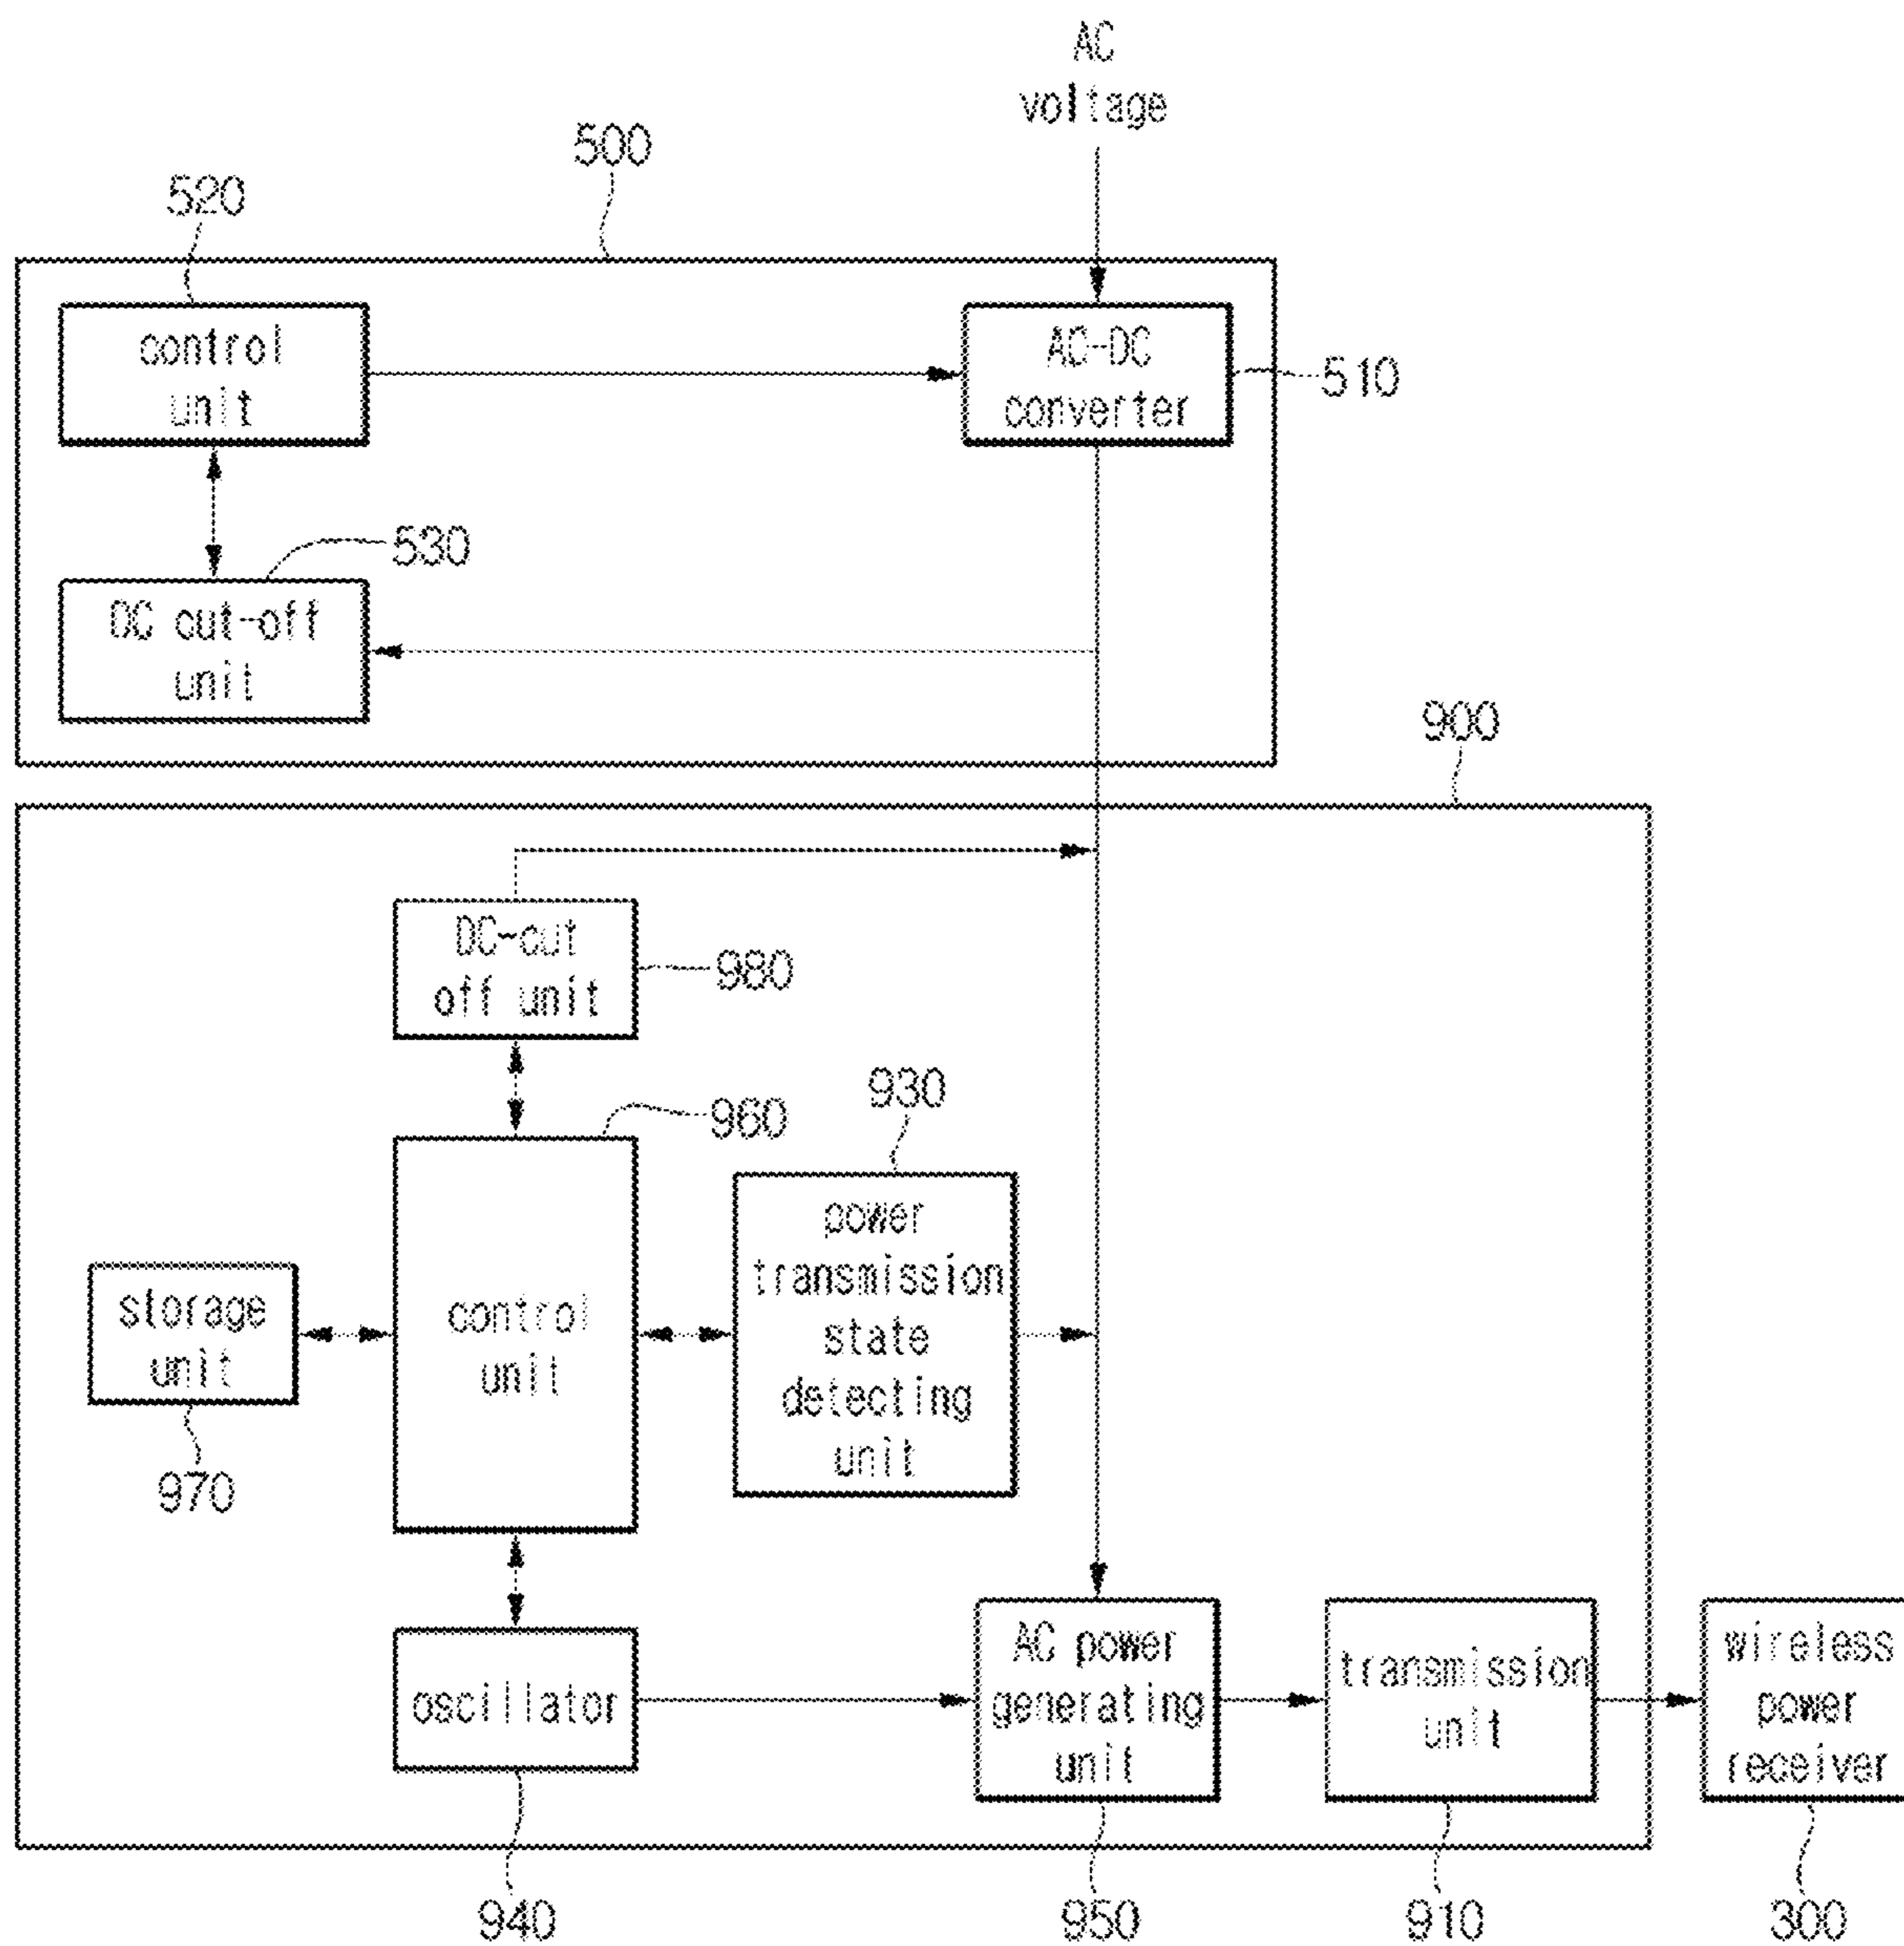 AC
voltage
500
520
control
unit
AC-DC
converter
510
530
DC cut-off
unit
900
DC-cut
off unit
980
960
930
power
transmission
state
detecting
unit
storage
unit
control
unit
970
oscillator
AC power
generating
unit
transmission
unit
wireless
power
receiver
940
950
910
300